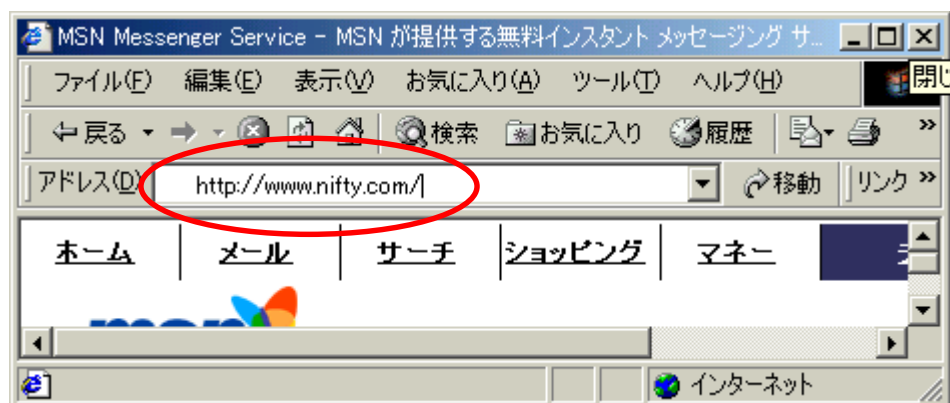 MSN Messenger Service - MSN が提供する無料インスタント メッセージング サ...
ファイル(F) 編集(E) 表示(V) お気に入り(A) ツール(T) ヘルプ(H) 閉じ
戻る 検索 お気に入り 履歴 »
アドレス(D) http://www.nifty.com/ 移動 リンク »
ホーム メール サーチ ショッピング マネー
msn
インターネット